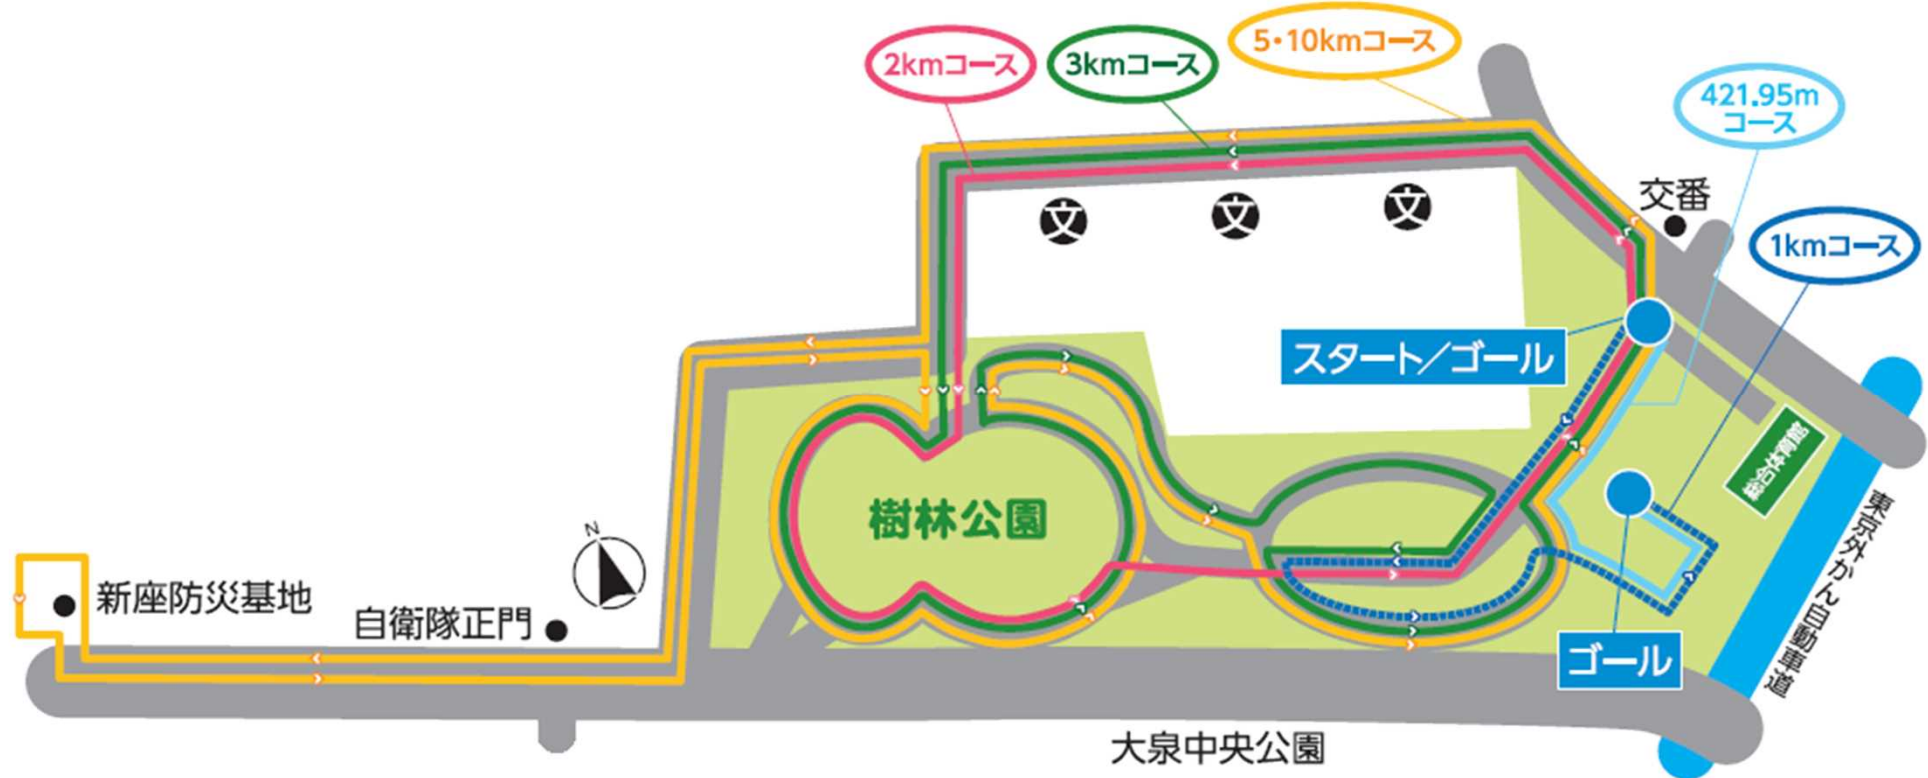 2kmコース
3kmコース
5・10kmコース
421.95m
コース
交番
1kmコース
文
文
文
スタート／ゴール
総合体育館
樹林公園
N
新座防災基地
自衛隊正門
東京外かん自動車道
ゴール
大泉中央公園